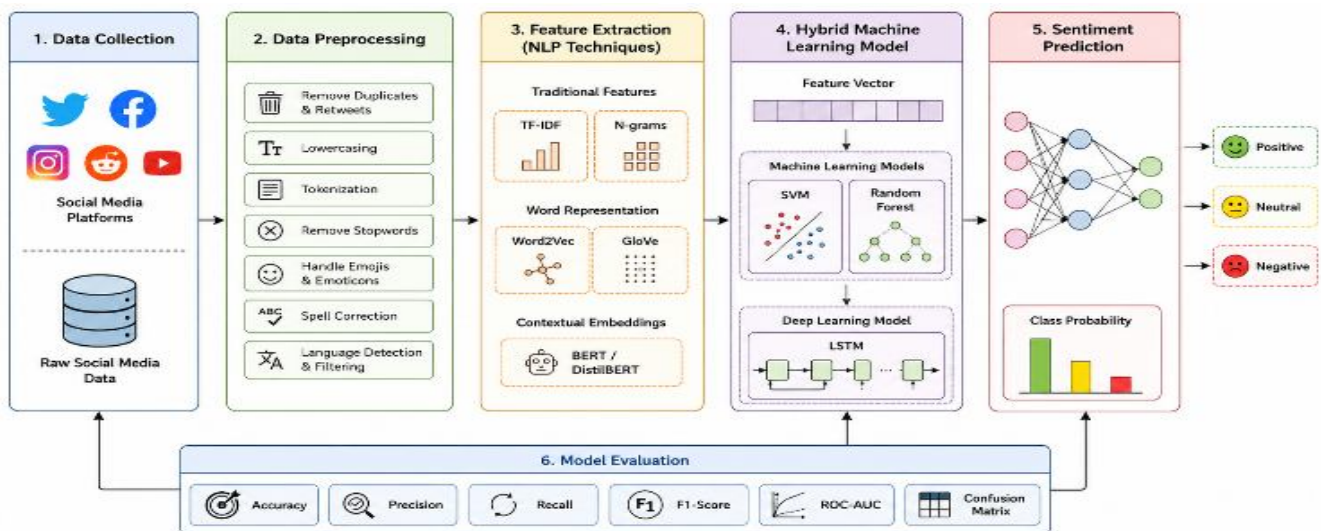 1. Data Collection
Social Media
Platforms
Raw Social Media
Data
2. Data Preprocessing
Remove Duplicates
& Retweets
Tт
Lowercasing
Tokenization
Remove Stopwords
Handle Emojis
& Emoticons
ABC
Spell Correction
文A
Language Detection
& Filtering
3. Feature Extraction
(NLP Techniques)
Traditional Features
TF-IDF
N-grams
Word Representation
Word2Vec
GloVe
Contextual Embeddings
BERT /
DistilBERT
4. Hybrid Machine
Learning Model
Feature Vector
Machine Learning Models
SVM
Random
Forest
Deep Learning Model
LSTM
...
5. Sentiment
Prediction
Class Probability
Positive
Neutral
Negative
6. Model Evaluation
Accuracy
Precision
Recall
F1
F1-Score
ROC-AUC
Confusion
Matrix